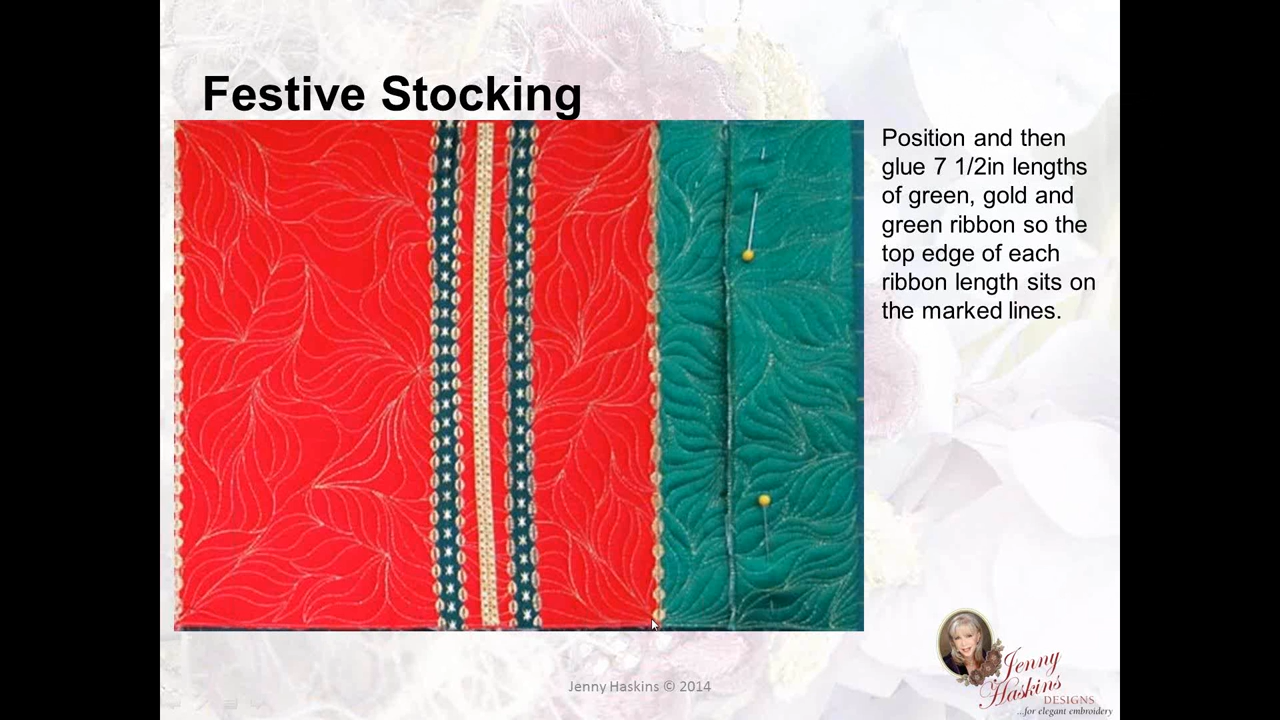 Festive Stocking
Position and then
glue 7 1/2in lengths
of green, gold and
green ribbon so the
top edge of each
ribbon length sits on
the marked lines.
Jenny Haskins © 2014
Jenny
Haskins
DESIGNS
...for elegant embroidery